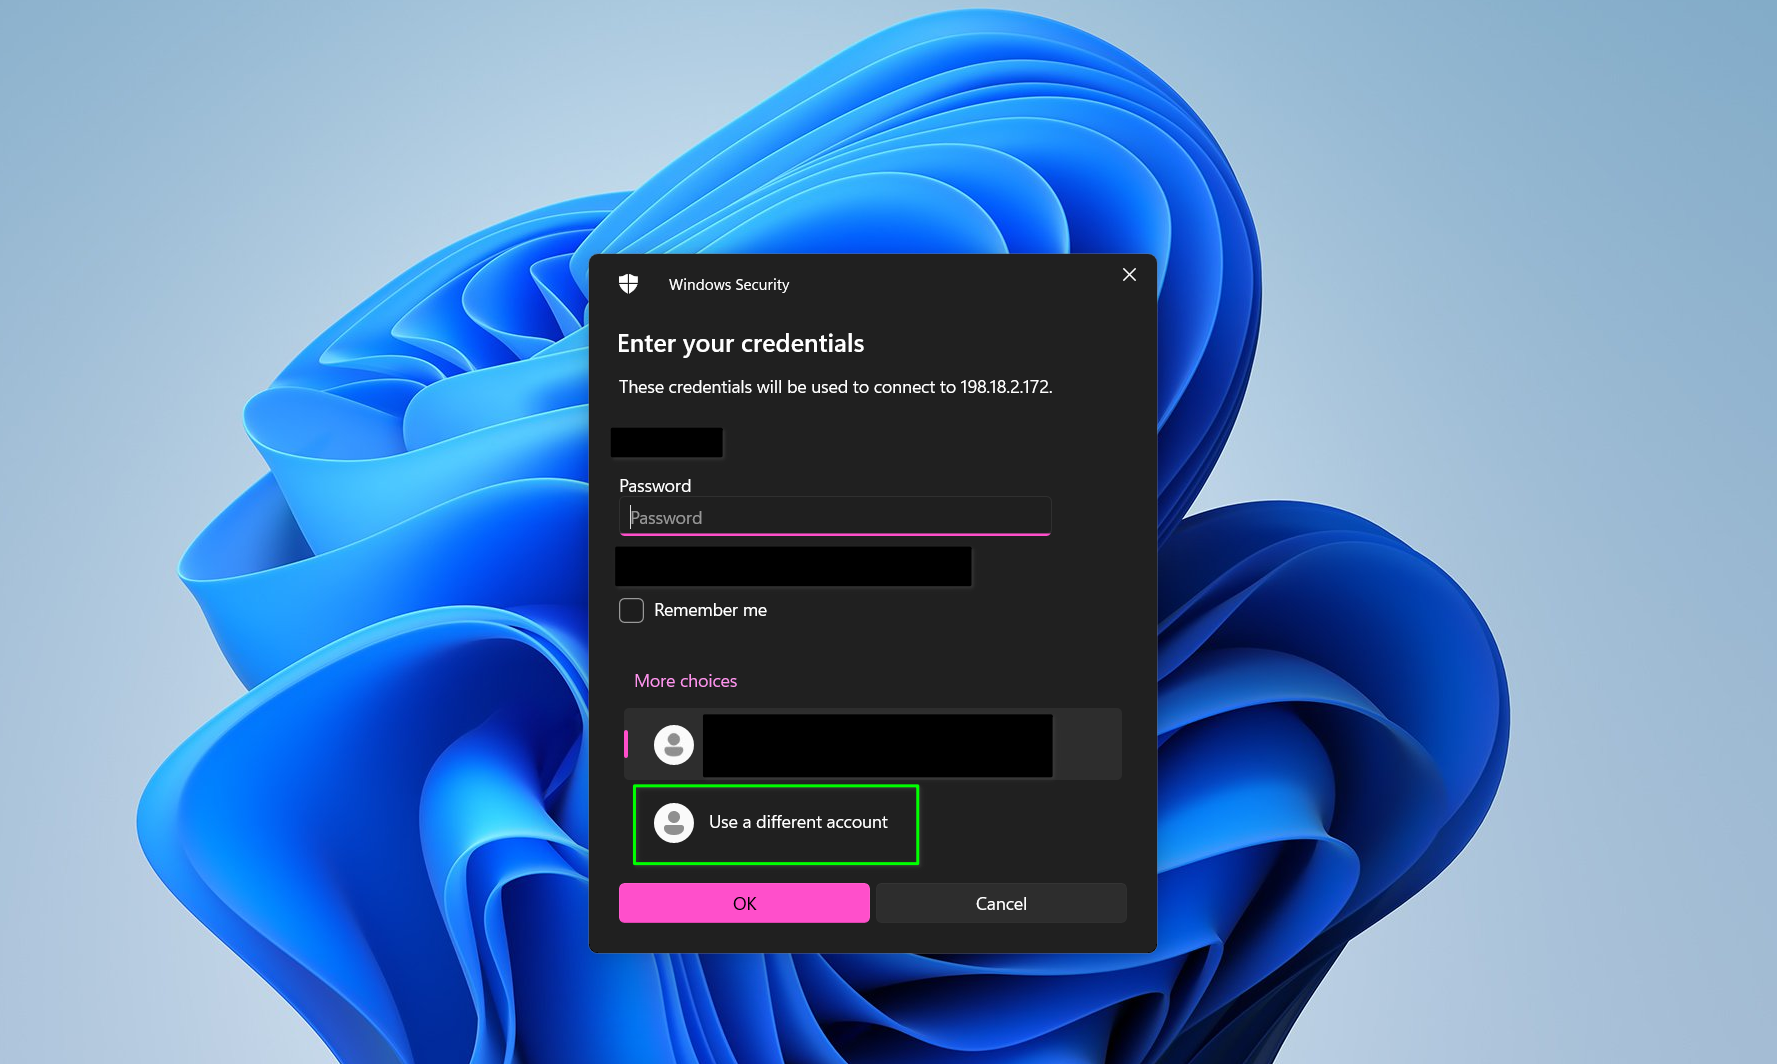 Windows Security
Enter your credentials
These credentials will be used to connect to 198.18.2.172.
Password
Password
Remember me
More choices
Use a different account
OK
Cancel